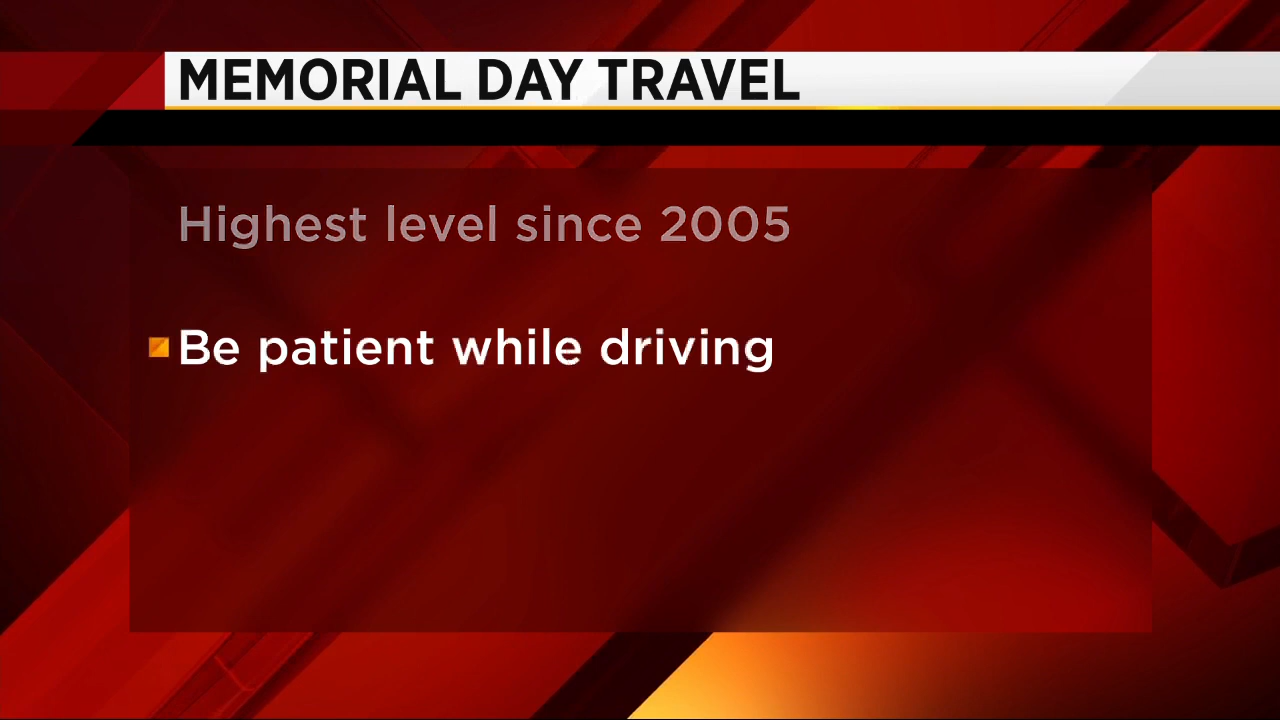 MEMORIAL DAY TRAVEL
Highest level since 2005
Be patient while driving